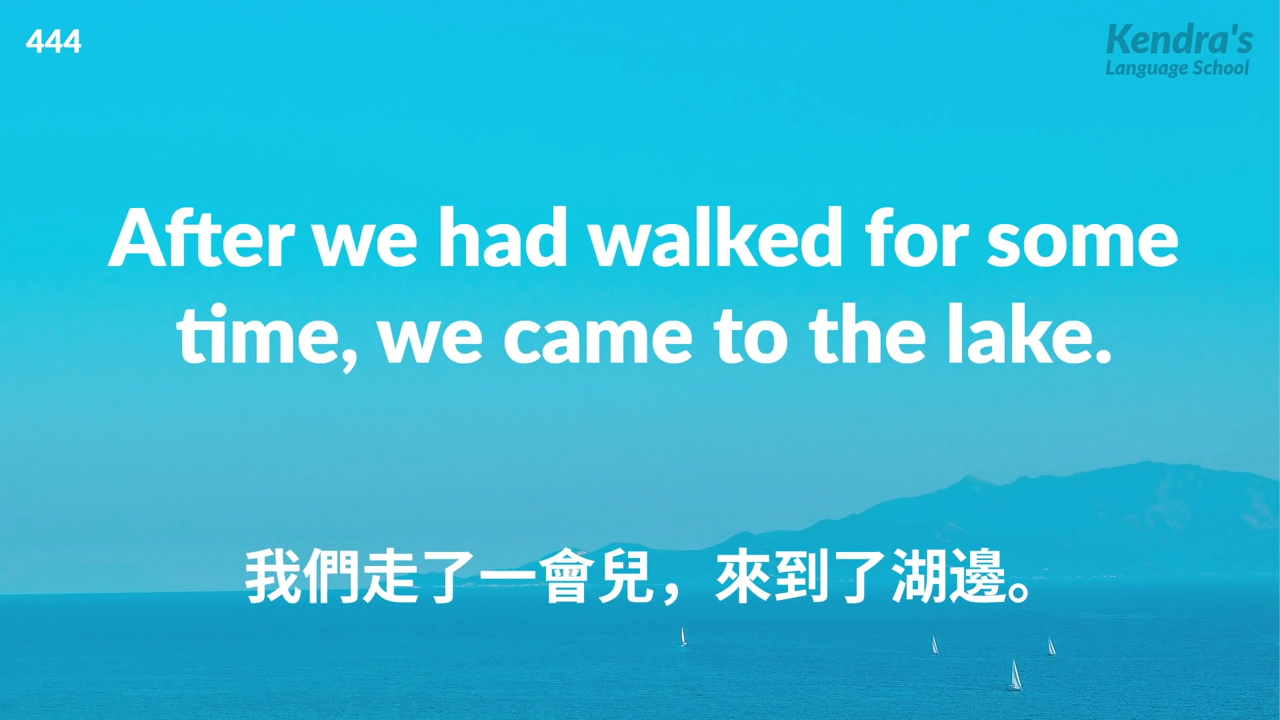 444
Kendra's
Language School
After we had walked for some
time, we came to the lake.
我們走了一會兒，來到了湖邊。